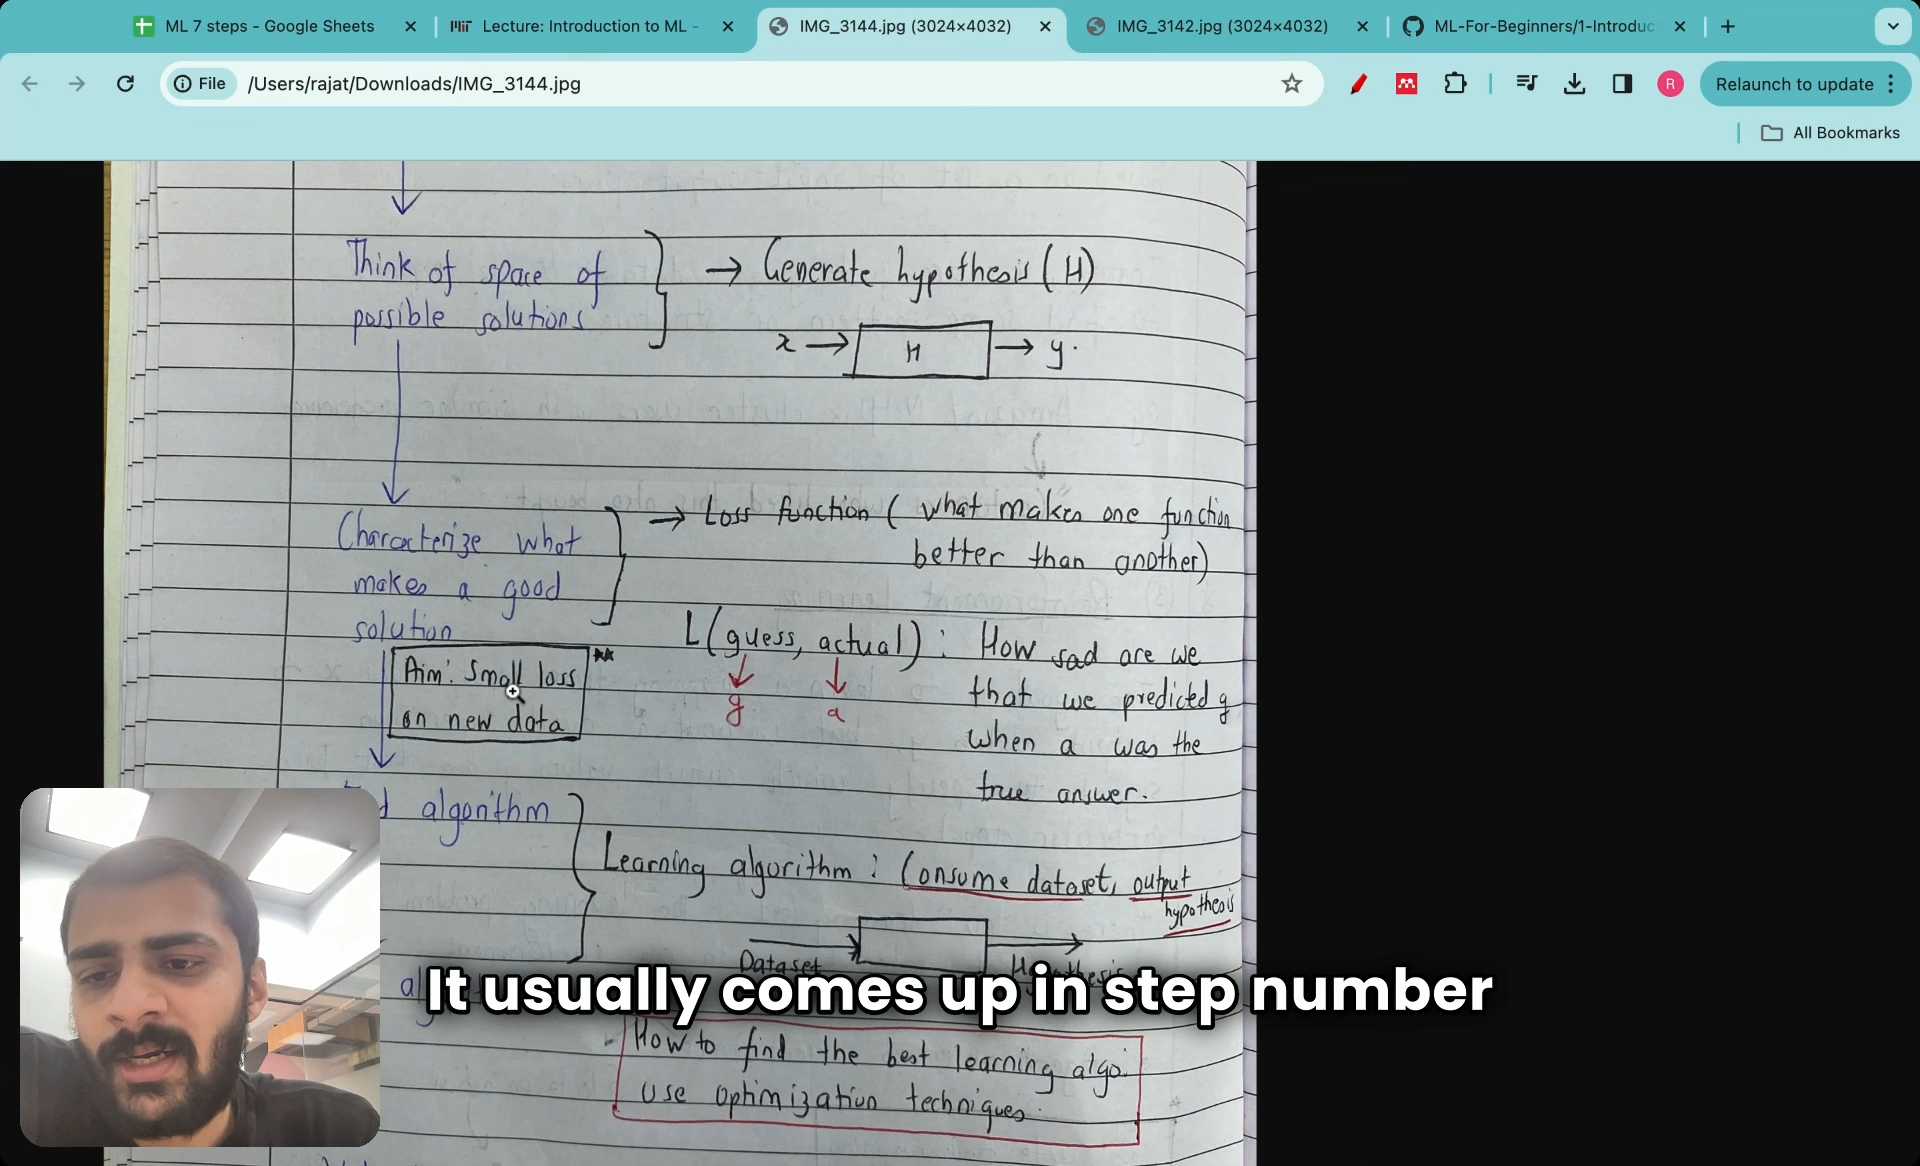 ML 7 steps - Google Sheets
Lecture: Introduction to ML -
IMG_3144.jpg (3024×4032)
IMG_3142.jpg (3024×4032)
ML-For-Beginners/1-Introduc
File
/Users/rajat/Downloads/IMG_3144.jpg
R
Relaunch to update
All Bookmarks
Think of space of
possible solutions
→ Generate hypothesis (H)
x → H → y.
Characterize what
makes a good
solution
→ Loss function ( what makes one function
better than another)
L(guess, actual) : How sad are we
that we predicted g
when a was the
true answer.
g a
Aim: Small loss
on new data
algorithm
Learning algorithm : Consume dataset, output
hypothesis
Dataset
It usually comes up in step number
How to find the best learning algo.
use optimization techniques.